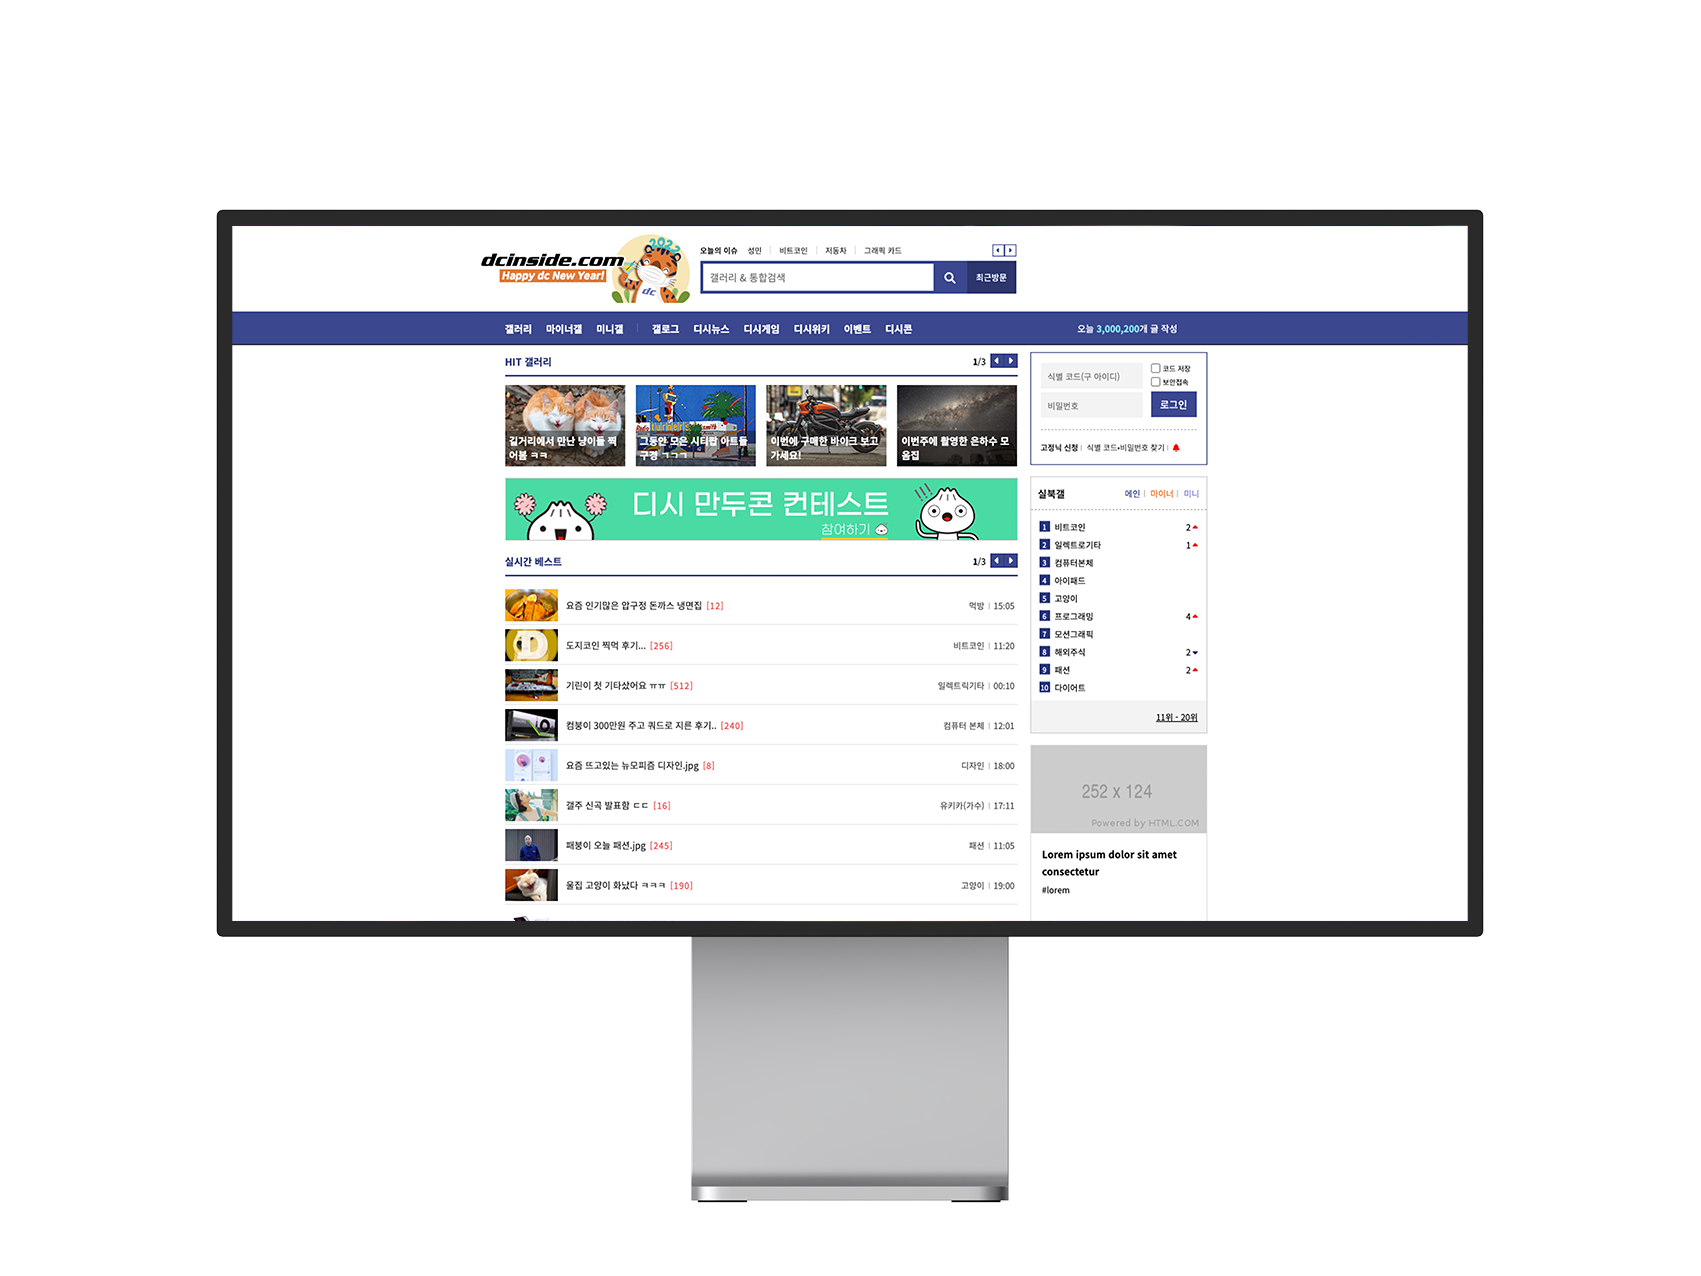 dcinside.com
Happy dc New Year!
2022
dc
오늘의 이슈 성인 비트코인 저동차 그래픽 카드
갤러리 & 통합검색
최근방문
갤러리 마이너갤 미니갤 갤로그 디시뉴스 디시게임 디시위키 이벤트 디시콘
오늘 3,000,200개 글 작성
HIT 갤러리 1/3
길거리에서 만난 냥이들 찍
어봄 ㅋㅋ
그동안 모은 시티팝 아트들
구경 ㄱㄱㄱ
이번에 구매한 바이크 보고
가세요!
이번주에 촬영한 은하수 모
음집
디시 만두콘 컨테스트
참여하기
실시간 베스트 1/3
요즘 인기많은 압구정 돈까스 냉면집 [12] 먹방 15:05
도지코인 찍먹 후기... [256] 비트코인 11:20
기린이 첫 기타샀어요 ㅠㅠ [512] 일렉트릭기타 00:10
컴붕이 300만원 주고 쿼드로 지른 후기.. [240] 컴퓨터 본체 12:01
요즘 뜨고있는 뉴모피즘 디자인.jpg [8] 디자인 18:00
갤주 신곡 발표함 ㄷㄷ [16] 유키카(가수) 17:11
패붕이 오늘 패션.jpg [245] 패션 11:05
울집 고양이 화났다 ㅋㅋㅋ [190] 고양이 19:00
식별 코드(구 아이디)
코드 저장
보안접속
비밀번호
로그인
고정닉 신청 식별 코드•비밀번호 찾기
실북갤 메인 마이너 미니
1 비트코인 2
2 일렉트로기타 1
3 컴퓨터본체
4 아이패드
5 고양이
6 프로그래밍 4
7 모션그래픽
8 해외주식 2
9 패션 2
10 다이어트
11위 - 20위
252 x 124
Powered by HTML.COM
Lorem ipsum dolor sit amet
consectetur
#lorem